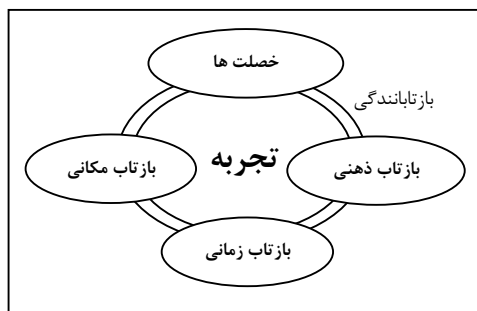 خصلت ها
بازتابانندگی
تجربه
بازتاب ذهنی
بازتاب مکانی
بازتاب زمانی